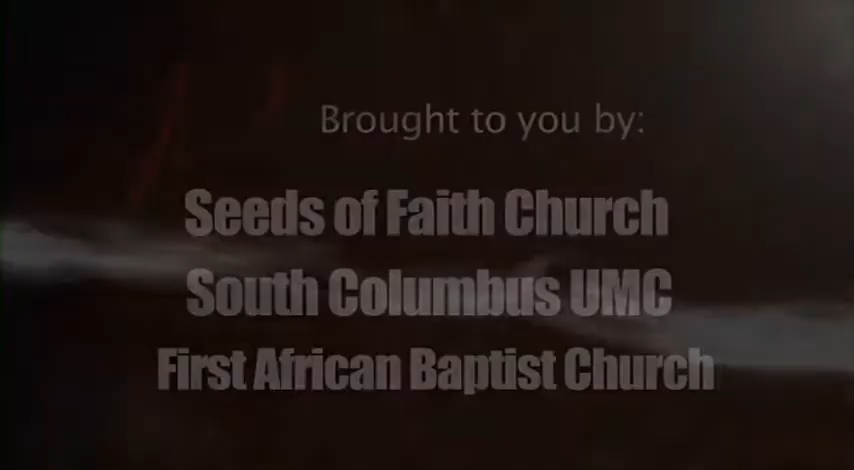 Brought to you by:
Seeds of Faith Church
South Columbus UMC
First African Baptist Church